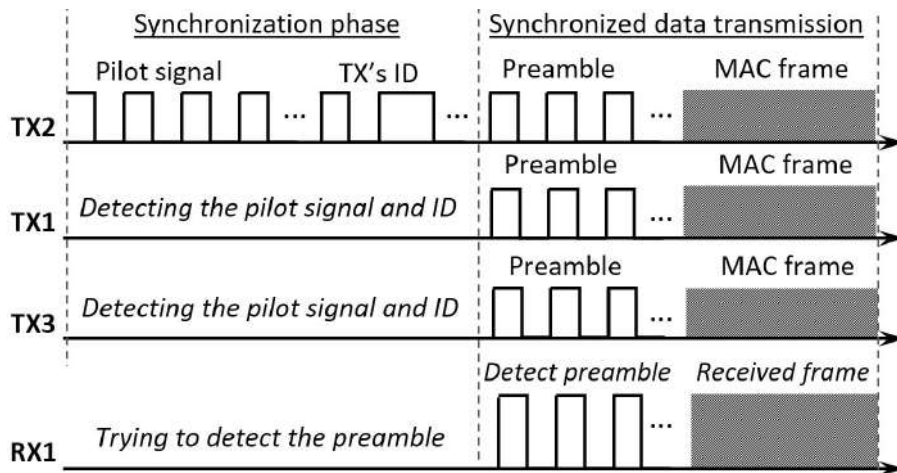 Synchronization phase Synchronized data transmission
Pilot signal TX's ID Preamble MAC frame
... ... ...
TX2
Preamble MAC frame
TX1 Detecting the pilot signal and ID ...
Preamble MAC frame
TX3 Detecting the pilot signal and ID ...
Detect preamble Received frame
RX1 Trying to detect the preamble ...